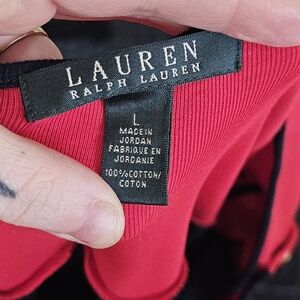 LAUREN
RALPH LAUREN
L
MADE IN
JORDAN
FABRIQUE EN
JORDANIE
100%COTTON/
COTON